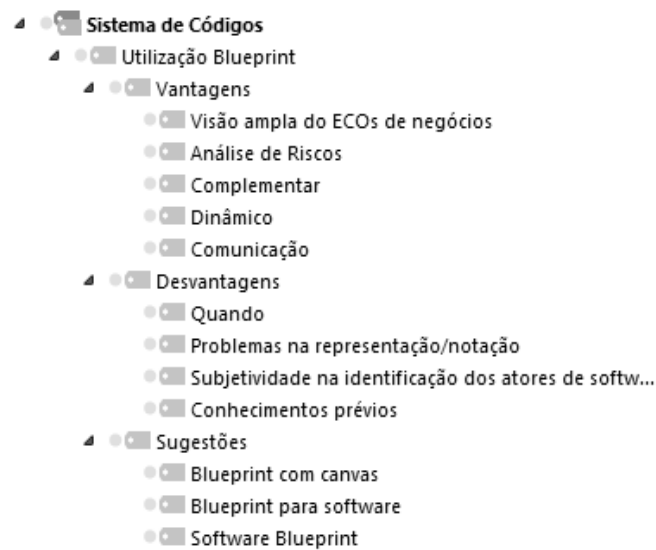 Sistema de Códigos
Utilização Blueprint
Vantagens
Visão ampla do ECOs de negócios
Análise de Riscos
Complementar
Dinâmico
Comunicação
Desvantagens
Quando
Problemas na representação/notação
Subjetividade na identificação dos atores de softw...
Conhecimentos prévios
Sugestões
Blueprint com canvas
Blueprint para software
Software Blueprint